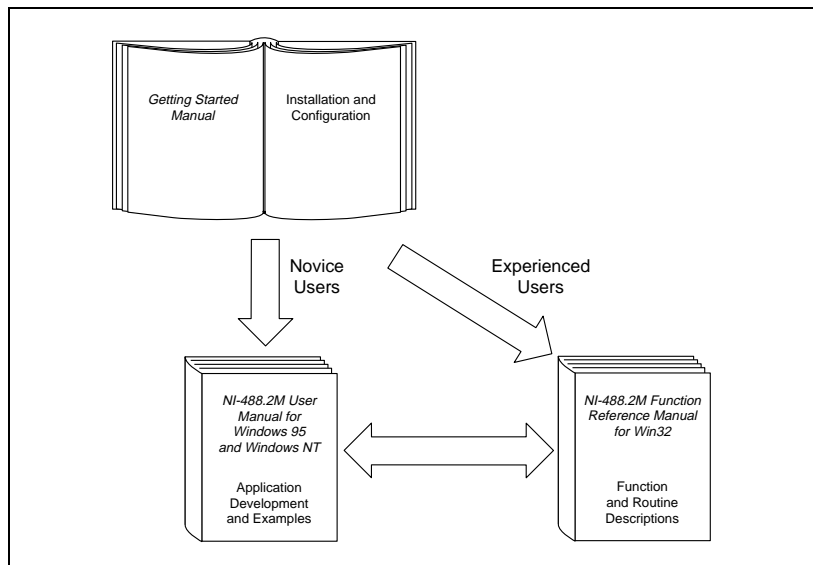 Getting Started
Manual
Installation and
Configuration
Novice
Users
Experienced
Users
NI-488.2M User
Manual for
Windows 95
and Windows NT
Application
Development
and Examples
NI-488.2M Function
Reference Manual
for Win32
Function
and Routine
Descriptions